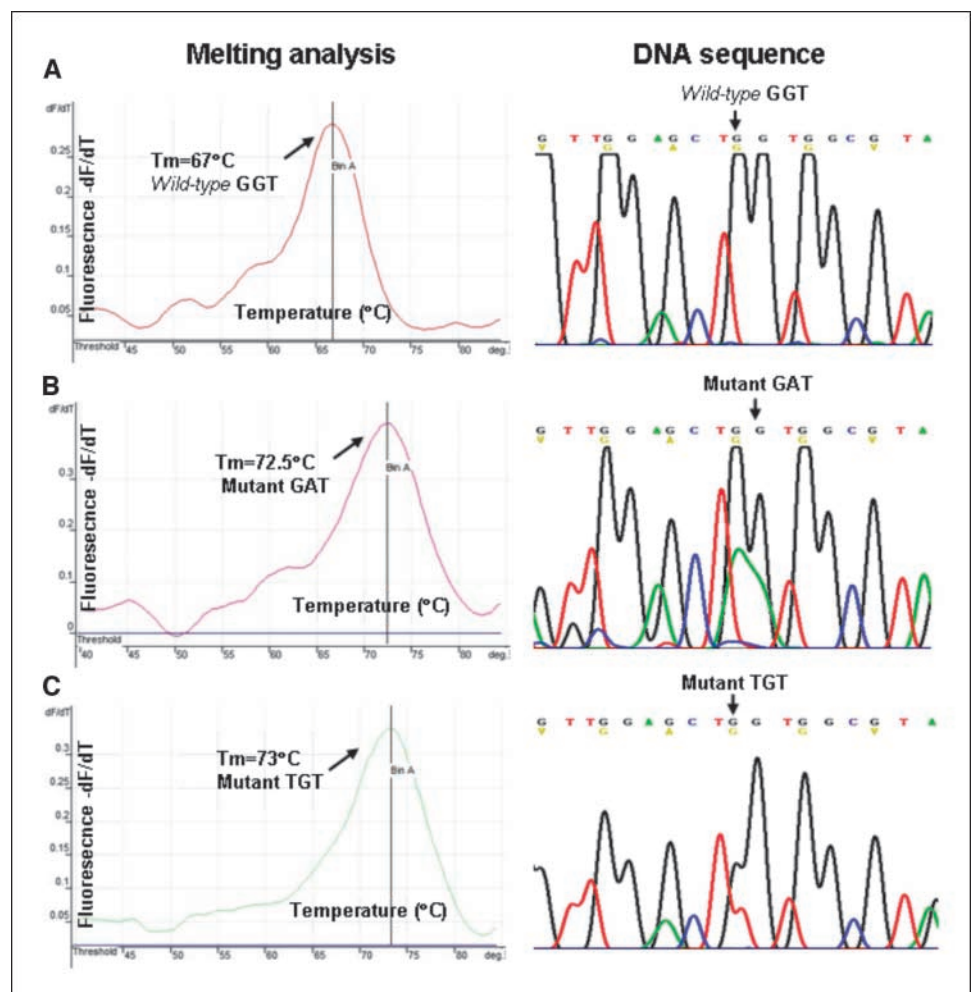 Melting analysis
DNA sequence
A
Wild-type GGT
dF/dT
G T T G G A G C T G G T G G C G T A
V G A G G V
Tm=67°C
Wild-type GGT
Bin A
Fluoresecnce -dF/dT
0.25
0.2
0.15
0.1
0.05
Temperature (°C)
Threshold 45 50 55 60 65 70 75 80 deg.
B
Mutant GAT
dF/dT
G T T G G A G C T G G T G G C G T A
V G A G G V
Tm=72.5°C
Mutant GAT
Bin A
Fluoresecnce -dF/dT
0.3
0.2
0.1
0
Temperature (°C)
Threshold
40 45 50 55 60 65 70 75 80 deg.
C
Mutant TGT
dF/dT
G T T G G A G C T G G T G G C G T A
V G A G G V
Tm=73°C
Mutant TGT
Bin A
Fluoresecnce -dF/dT
0.3
0.25
0.2
0.15
0.1
0.05
Temperature (°C)
Threshold 45 50 55 60 65 70 75 80 deg.